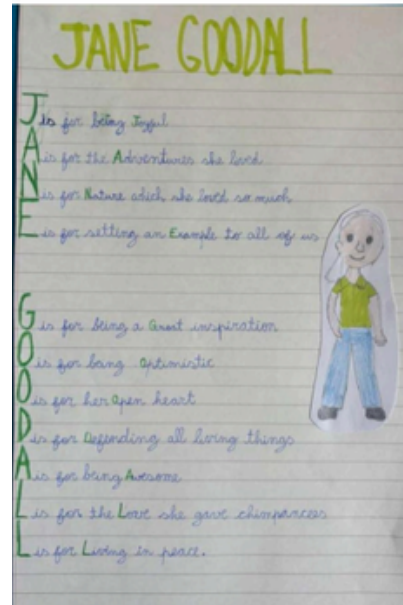 JANE GOODALL
J is for being Joyful
A is for the Adventures she loved
N is for Nature which she loved so much
E is for setting an Example to all of us
G is for being a Great inspiration
O is for being Optimistic
O is for her Open heart
D is for Defending all living things
A is for being Awesome
L is for the Love she gave chimpancees
L is for Living in peace.